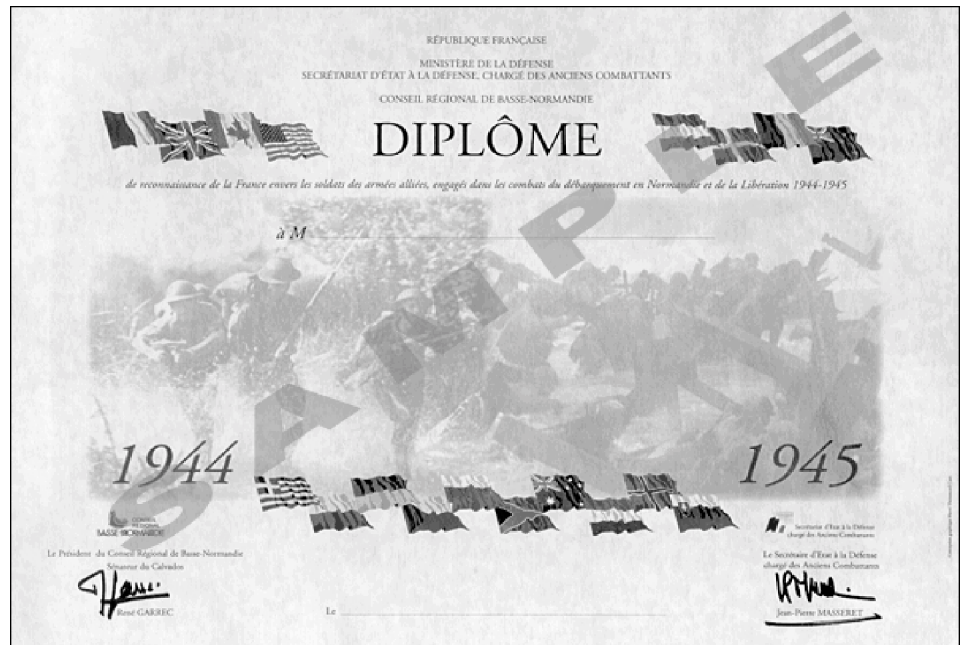 RÉPUBLIQUE FRANÇAISE
MINISTÈRE DE LA DÉFENSE
SECRÉTARIAT D'ÉTAT À LA DÉFENSE, CHARGÉ DES ANCIENS COMBATTANTS
CONSEIL RÉGIONAL DE BASSE-NORMANDIE
DIPLÔME
de reconnaissance de la France envers les soldats des armées alliées, engagés dans les combats du débarquement en Normandie et de la Libération 1944-1945
à M
SAMPLE
1944
1945
CONSEIL
RÉGIONAL
BASSE-NORMANDIE
Le Président du Conseil Régional de Basse-Normandie
Sénateur du Calvados
René GARREC
Le
Secrétariat d'État à la Défense
chargé des Anciens Combattants
Le Secrétaire d'État à la Défense
chargé des Anciens Combattants
Jean-Pierre MASSERET